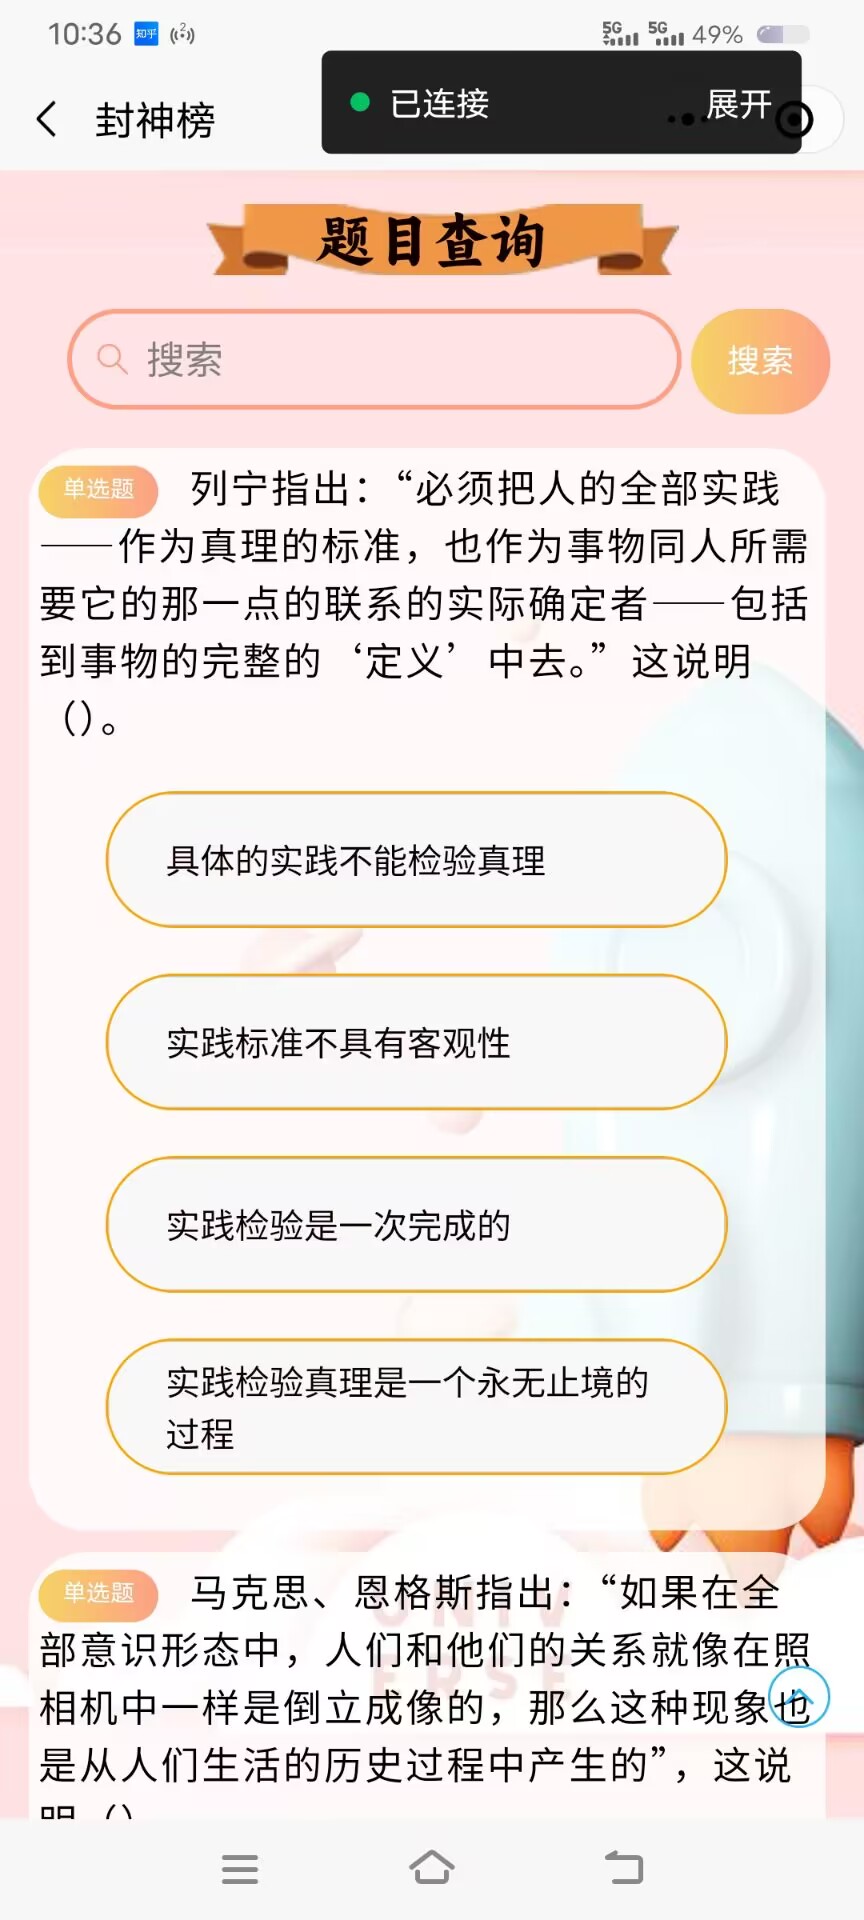 10:36 知乎 2 5G 5G 49%
已连接 展开
封神榜
题目查询
搜索 搜索
单选题 列宁指出：“必须把人的全部实践
——作为真理的标准，也作为事物同人所需
要它的那一点的联系的实际确定者——包括
到事物的完整的‘定义’中去。”这说明
（）。
具体的实践不能检验真理
实践标准不具有客观性
实践检验是一次完成的
实践检验真理是一个永无止境的
过程
单选题 马克思、恩格斯指出：“如果在全
部意识形态中，人们和他们的关系就像在照
相机中一样是倒立成像的，那么这种现象也
是从人们生活的历史过程中产生的”，这说
明（）
UNIV
ERSE